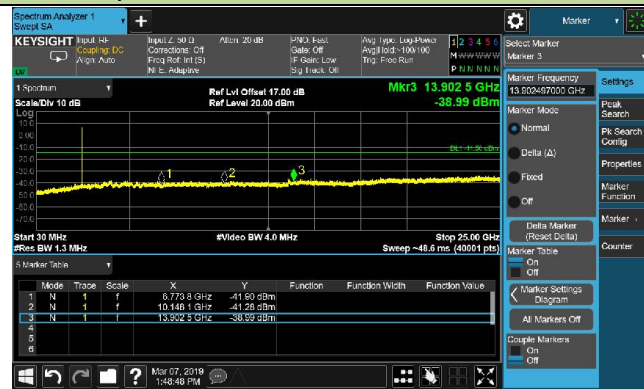 Spectrum Analyzer 1
Swept SA
Marker
KEYSIGHT
Input: RF
Coupling: DC
Align: Auto
Input Z: 50 Ω
Corrections: Off
Freq Ref: Int (S)
NFE: Adaptive
Atten: 20 dB
PNO: Fast
Gate: Off
IF Gain: Low
Sig Track: Off
Avg Type: Log-Power
Avg|Hold:>100/100
Trig: Free Run
1 2 3 4 5 6
M W W W W W
P N N N N N
Select Marker
Marker 3
1 Spectrum
Scale/Div 10 dB
Ref Lvl Offset 17.00 dB
Ref Level 20.00 dBm
Mkr3 13.902 5 GHz
-38.99 dBm
Log
10.0
0.00
-10.0
-20.0
-30.0
-40.0
-50.0
-60.0
-70.0
1
2
3
Start 30 MHz
#Res BW 1.3 MHz
#Video BW 4.0 MHz
Stop 25.00 GHz
Sweep ~48.6 ms (40001 pts)
5 Marker Table
Mode Trace Scale X Y Function Function Width Function Value
1 N 1 f 6.773 8 GHz -41.90 dBm
2 N 1 f 10.148 1 GHz -41.28 dBm
3 N 1 f 13.902 5 GHz -38.99 dBm
4
5
6
Marker Frequency
13.902497000 GHz
Marker Mode
Normal
Delta (Δ)
Fixed
Off
Delta Marker
(Reset Delta)
Marker Table
On
Off
Marker Settings
Diagram
All Markers Off
Couple Markers
On
Off
Settings
Peak
Search
Pk Search
Config
Properties
Marker
Function
Marker
Counter
Mar 07, 2019
1:48:48 PM